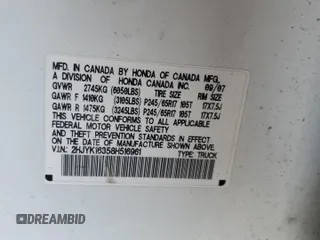 MFD. IN CANADA BY HONDA OF CANADA MFG.
A DIVISION OF HONDA CANADA INC. 09/07
GVWR 2745KG (6050LBS) TIRE SIZE RIM SIZE
GAWR F 1410KG (3105LBS) P245/65R17 105T 17X7.5J
GAWR R 1475KG (3245LBS) P245/65R17 105T 17X7.5J
THIS VEHICLE CONFORMS TO ALL APPLICABLE
FEDERAL MOTOR VEHICLE SAFETY STANDARDS IN EFFECT
ON THE DATE OF MANUFACTURE SHOWN ABOVE.
V.I.N: 2HJYK16358H516961 TYPE: TRUCK
DREAMBID